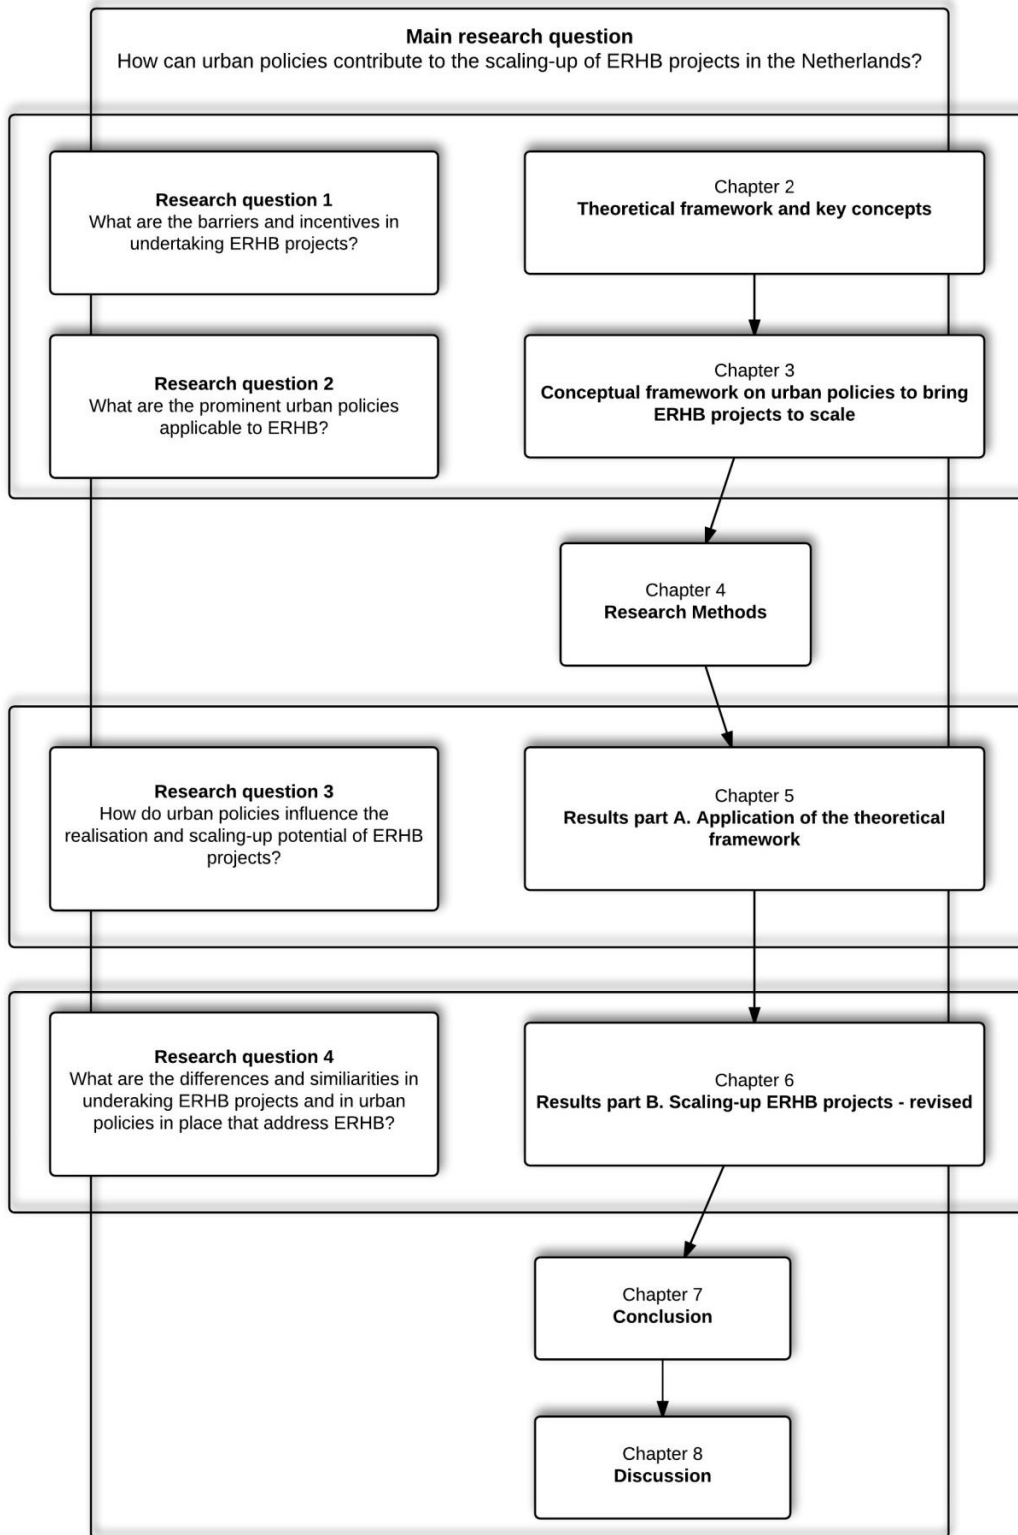 Main research question
How can urban policies contribute to the scaling-up of ERHB projects in the Netherlands?
Research question 1
What are the barriers and incentives in
undertaking ERHB projects?
Chapter 2
Theoretical framework and key concepts
Research question 2
What are the prominent urban policies
applicable to ERHB?
Chapter 3
Conceptual framework on urban policies to bring
ERHB projects to scale
Chapter 4
Research Methods
Research question 3
How do urban policies influence the
realisation and scaling-up potential of ERHB
projects?
Chapter 5
Results part A. Application of the theoretical
framework
Research question 4
What are the differences and similiarities in
underaking ERHB projects and in urban
policies in place that address ERHB?
Chapter 6
Results part B. Scaling-up ERHB projects - revised
Chapter 7
Conclusion
Chapter 8
Discussion